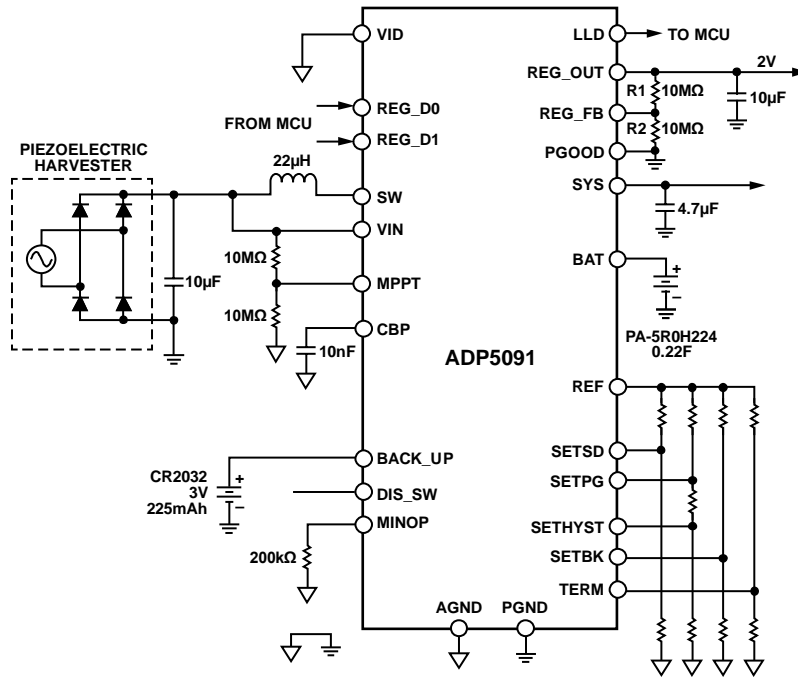 VID
LLD
TO MCU
REG_OUT
2V
R1
10MΩ
10µF
REG_D0
REG_FB
FROM MCU
R2
10MΩ
REG_D1
PGOOD
PIEZOELECTRIC
HARVESTER
22µH
SW
SYS
4.7µF
VIN
10MΩ
BAT
+
–
10µF
MPPT
10MΩ
CBP
10nF
ADP5091
PA-5R0H224
0.22F
REF
BACK_UP
SETSD
CR2032
3V
225mAh
+
–
DIS_SW
SETPG
MINOP
SETHYST
200kΩ
SETBK
TERM
AGND
PGND